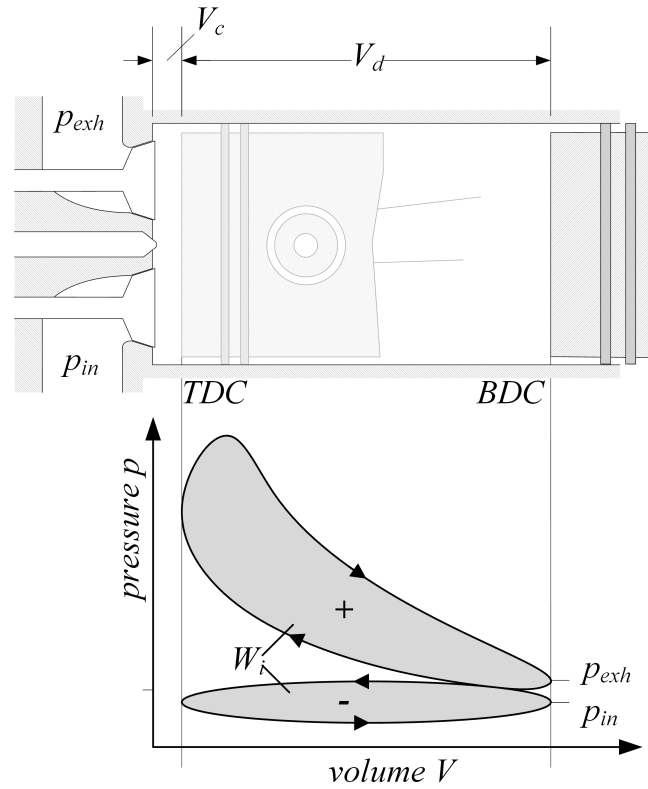 V_c
V_d
p_exh
p_in
TDC BDC
pressure p
+
W_i
-
p_exh
p_in
volume V